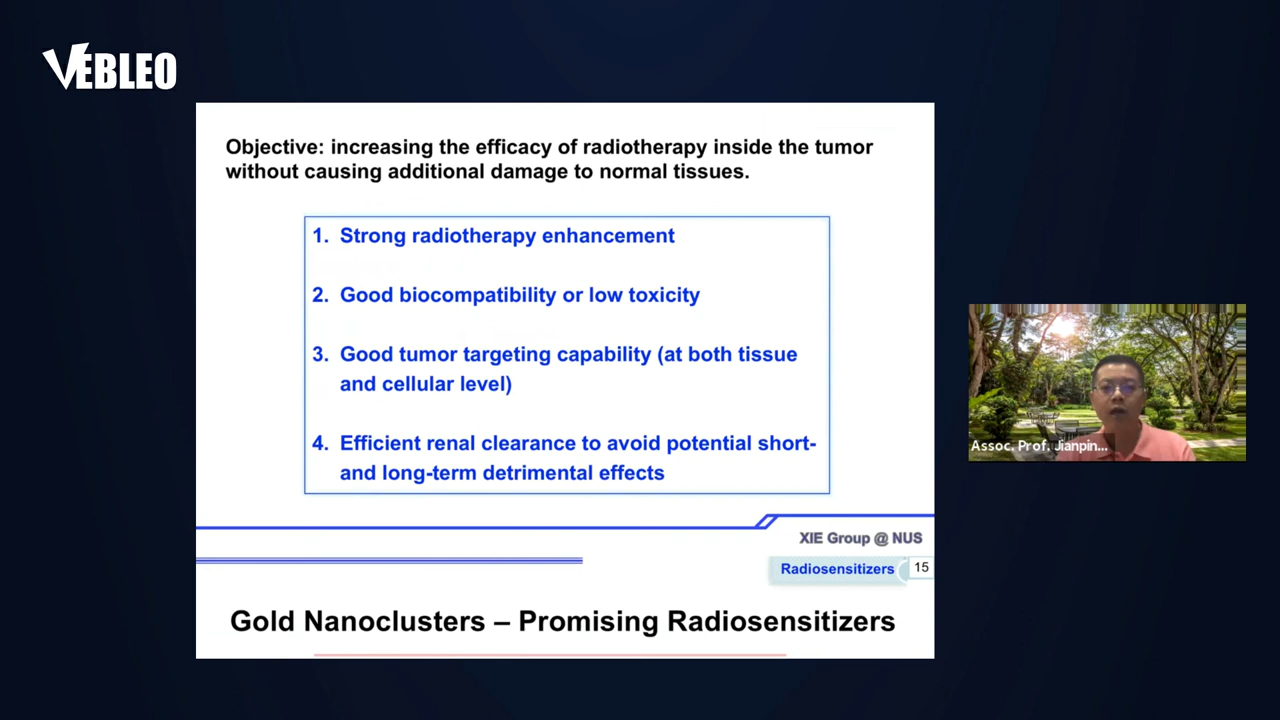 VEBLEO
Objective: increasing the efficacy of radiotherapy inside the tumor
without causing additional damage to normal tissues.
1. Strong radiotherapy enhancement
2. Good biocompatibility or low toxicity
3. Good tumor targeting capability (at both tissue
and cellular level)
4. Efficient renal clearance to avoid potential short-
and long-term detrimental effects
Assoc. Prof. Jianpin...
XIE Group @ NUS
Radiosensitizers 15
Gold Nanoclusters – Promising Radiosensitizers